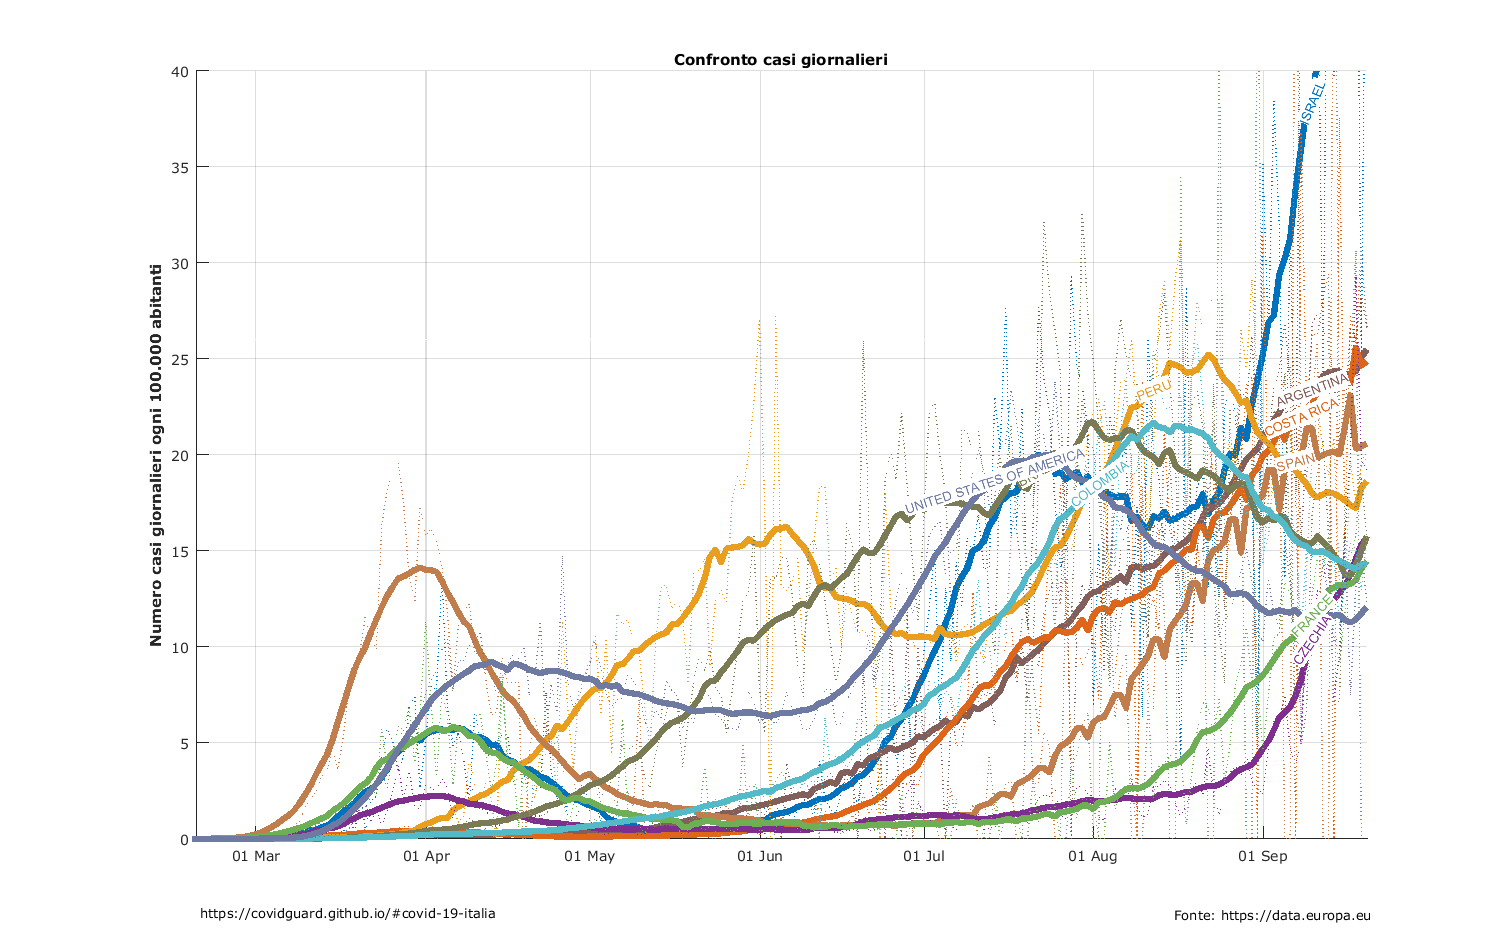 Confronto casi giornalieri
Numero casi giornalieri ogni 100.000 abitanti
40
35
30
25
20
15
10
5
0
ISRAEL
PERU
ARGENTINA
COSTA RICA
SPAIN
UNITED STATES OF AMERICA
COLOMBIA
FRANCE
CZECHIA
01 Mar
01 Apr
01 May
01 Jun
01 Jul
01 Aug
01 Sep
https://covidguard.github.io/#covid-19-italia
Fonte: https://data.europa.eu